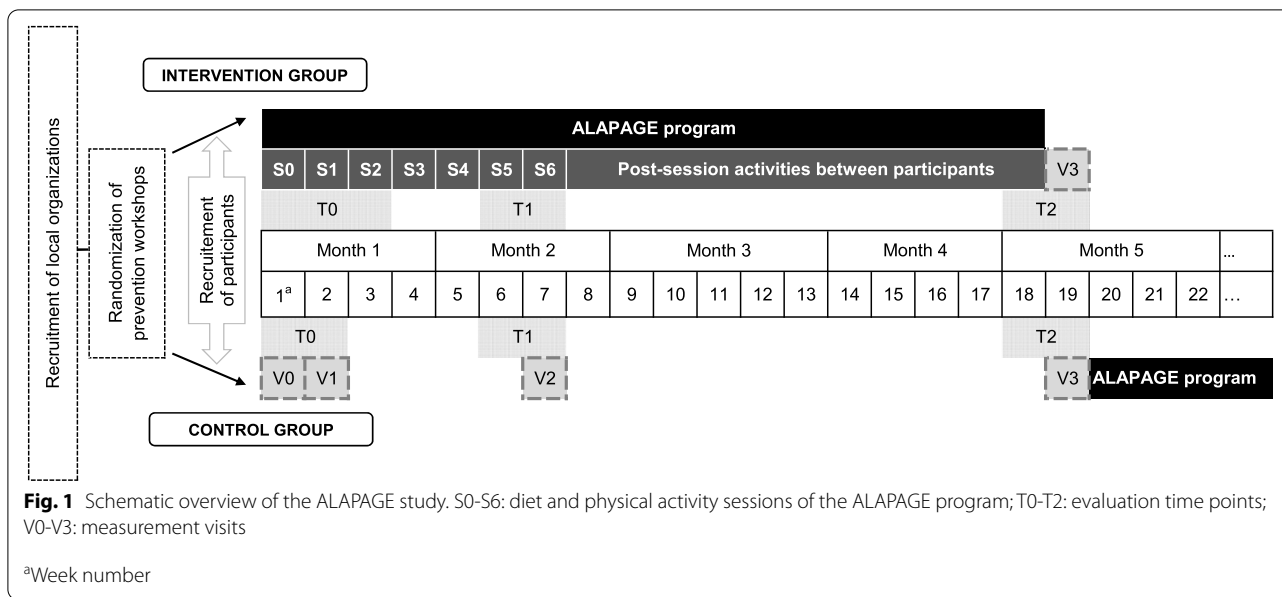 Recruitment of local organizations
Randomization of
prevention workshops
Recruitement
of participants
INTERVENTION GROUP
ALAPAGE program
S0 S1 S2 S3 S4 S5 S6 Post-session activities between participants V3
T0 T1 T2
Month 1 Month 2 Month 3 Month 4 Month 5 ...
1a 2 3 4 5 6 7 8 9 10 11 12 13 14 15 16 17 18 19 20 21 22 ...
T0 T1 T2
V0 V1 V2 V3 ALAPAGE program
CONTROL GROUP
Fig. 1 Schematic overview of the ALAPAGE study. S0-S6: diet and physical activity sessions of the ALAPAGE program; T0-T2: evaluation time points;
V0-V3: measurement visits
aWeek number